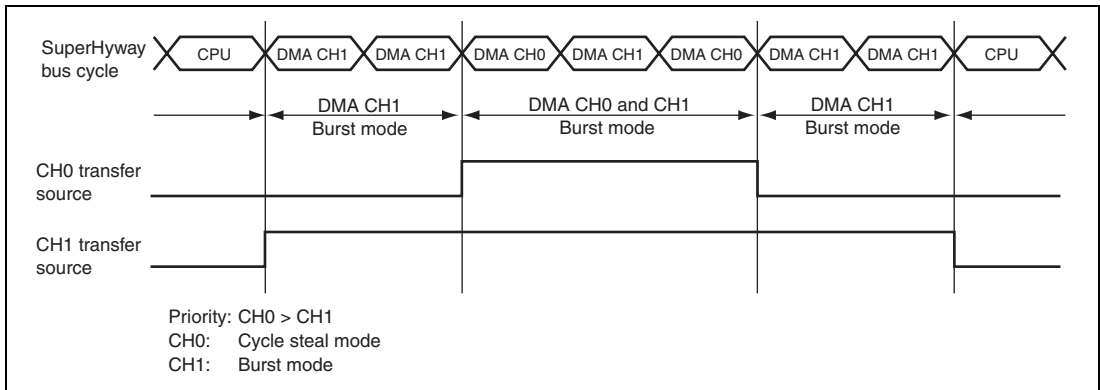 SuperHyway
bus cycle
CPU
DMA CH1
DMA CH1
DMA CH0
DMA CH1
DMA CH0
DMA CH1
DMA CH1
CPU
DMA CH1
Burst mode
DMA CH0 and CH1
Burst mode
DMA CH1
Burst mode
CH0 transfer
source
CH1 transfer
source
Priority: CH0 > CH1
CH0: Cycle steal mode
CH1: Burst mode